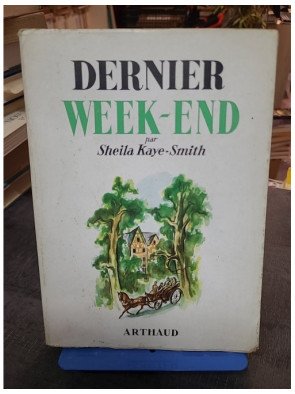 DERNIER
WEEK-END
par
Sheila Kaye-Smith
ARTHAUD